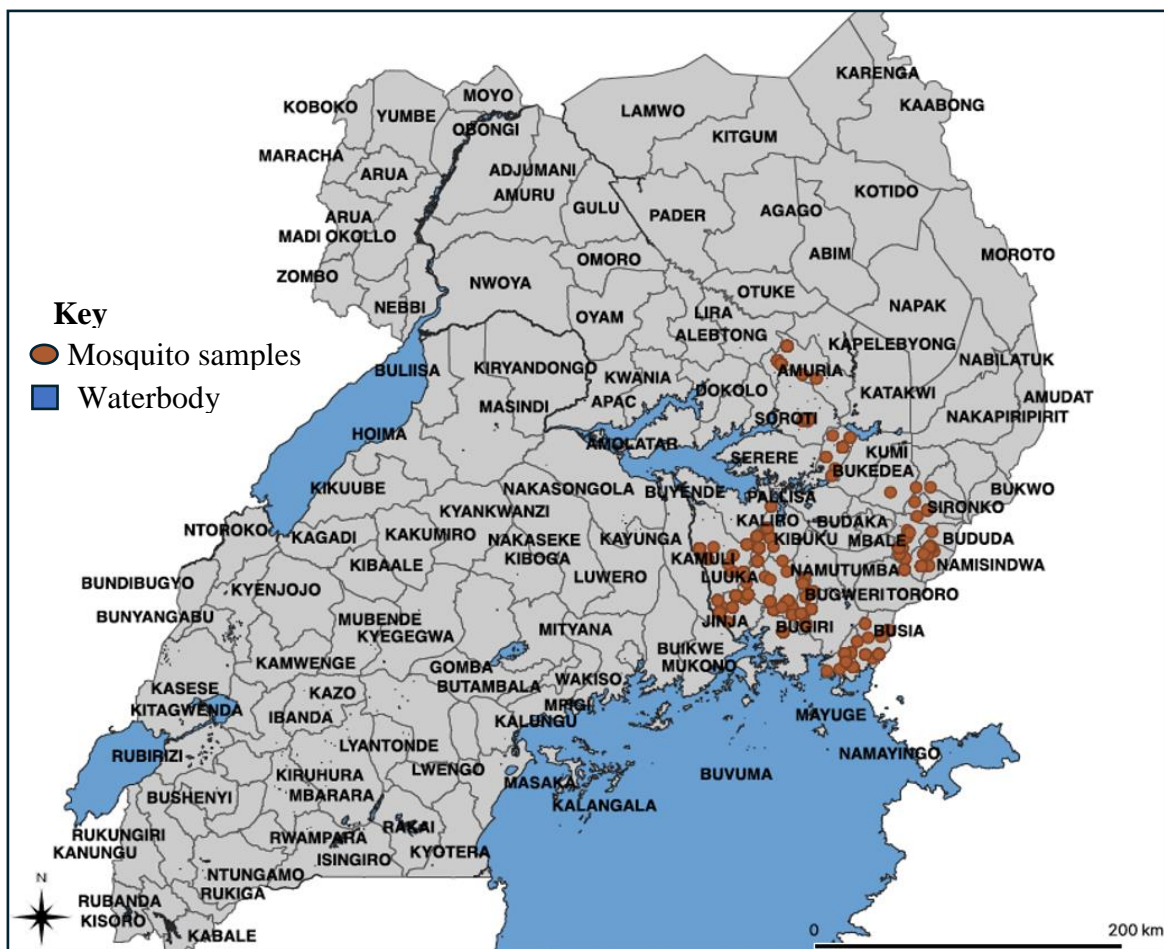 KARENGA
KOBOKO
MOYO
KAABONG
YUMBE
LAMWO
OBONGI
KITGUM
MARACHA
ADJUMANI
ARUA
KOTIDO
AMURU
GULU
PADER
AGAGO
ARUA
MADI OKOLLO
ABIM
MOROTO
OMORO
ZOMBO
NWOYA
OTUKE
NEBBI
NAPAK
Key
OYAM
LIRA
ALEBTONG
KAPELEBYONG
Mosquito samples
NABILATUK
BULIISA
KIRYANDONGO
AMURIA
KWANIA
DOKOLO
KATAKWI
AMUDAT
Waterbody
APAC
MASINDI
NAKAPIRIPIRIT
SOROTI
HOIMA
AMOLATAR
KUMI
SERERE
BUKEDEA
KIKUUBE
NAKASONGOLA
BUYENDE
PALLISA
BUKWO
KYANKWANZI
SIRONKO
NTOROKO
KAGADI
KAKUMIRO
NAKASEKE
KAYUNGA
KALIRO
BUDAKA
KIBUKU
MBALE
BUDUDA
KIBOGA
KAMULI
KIBAALE
NAMUTUMBA
NAMISINDWA
BUNDIBUGYO
LUWERO
LUUKA
KYENJOJO
BUGWERI
TORORO
BUNYANGABU
MUBENDE
JINJA
BUGIRI
BUSIA
KYEGEGWA
MITYANA
BUIKWE
KAMWENGE
GOMBA
MUKONO
WAKISO
KASESE
KAZO
BUTAMBALA
KITAGWENDA
IBANDA
MPIGI
KALUNGU
MAYUGE
RUBIRIZI
LYANTONDE
NAMAYINGO
KIRUHURA
LWENGO
BUVUMA
MASAKA
BUSHENYI
MBARARA
KALANGALA
RUKUNGIRI
RAKAI
RWAMPARA
KANUNGU
ISINGIRO
KYOTERA
NTUNGAMO
N
RUKIGA
RUBANDA
KISORO
KABALE
0
200 km